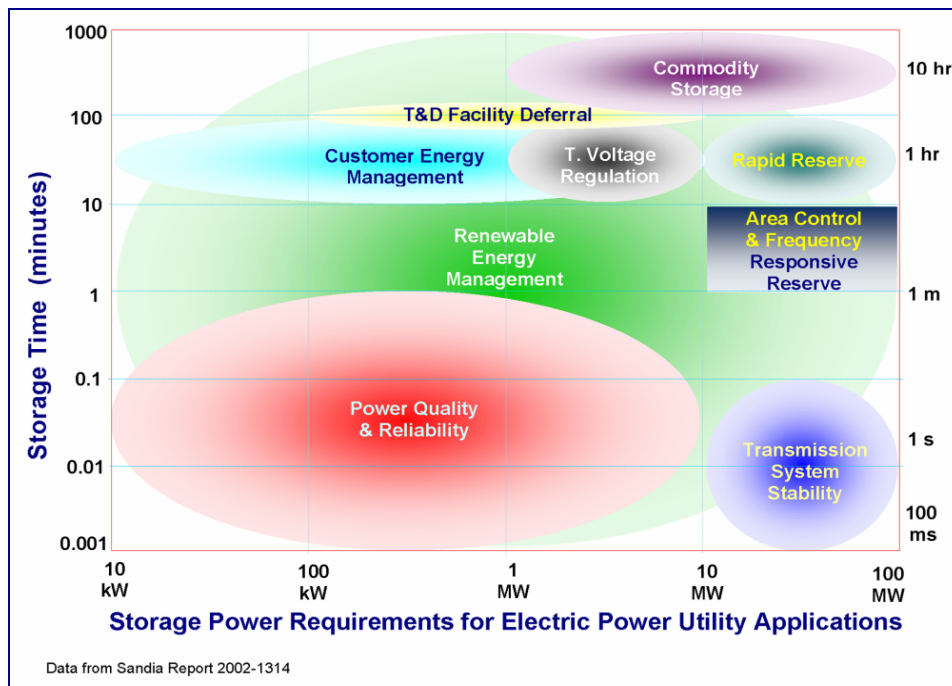 1000
100
10
1
0.1
0.01
0.001
Storage Time (minutes)
10 hr
1 hr
1 m
1 s
100
ms
Commodity
Storage
T&D Facility Deferral
Customer Energy
Management
T. Voltage
Regulation
Rapid Reserve
Renewable
Energy
Management
Area Control
& Frequency
Responsive
Reserve
Power Quality
& Reliability
Transmission
System
Stability
10
kW
100
kW
1
MW
10
MW
100
MW
Storage Power Requirements for Electric Power Utility Applications
Data from Sandia Report 2002-1314